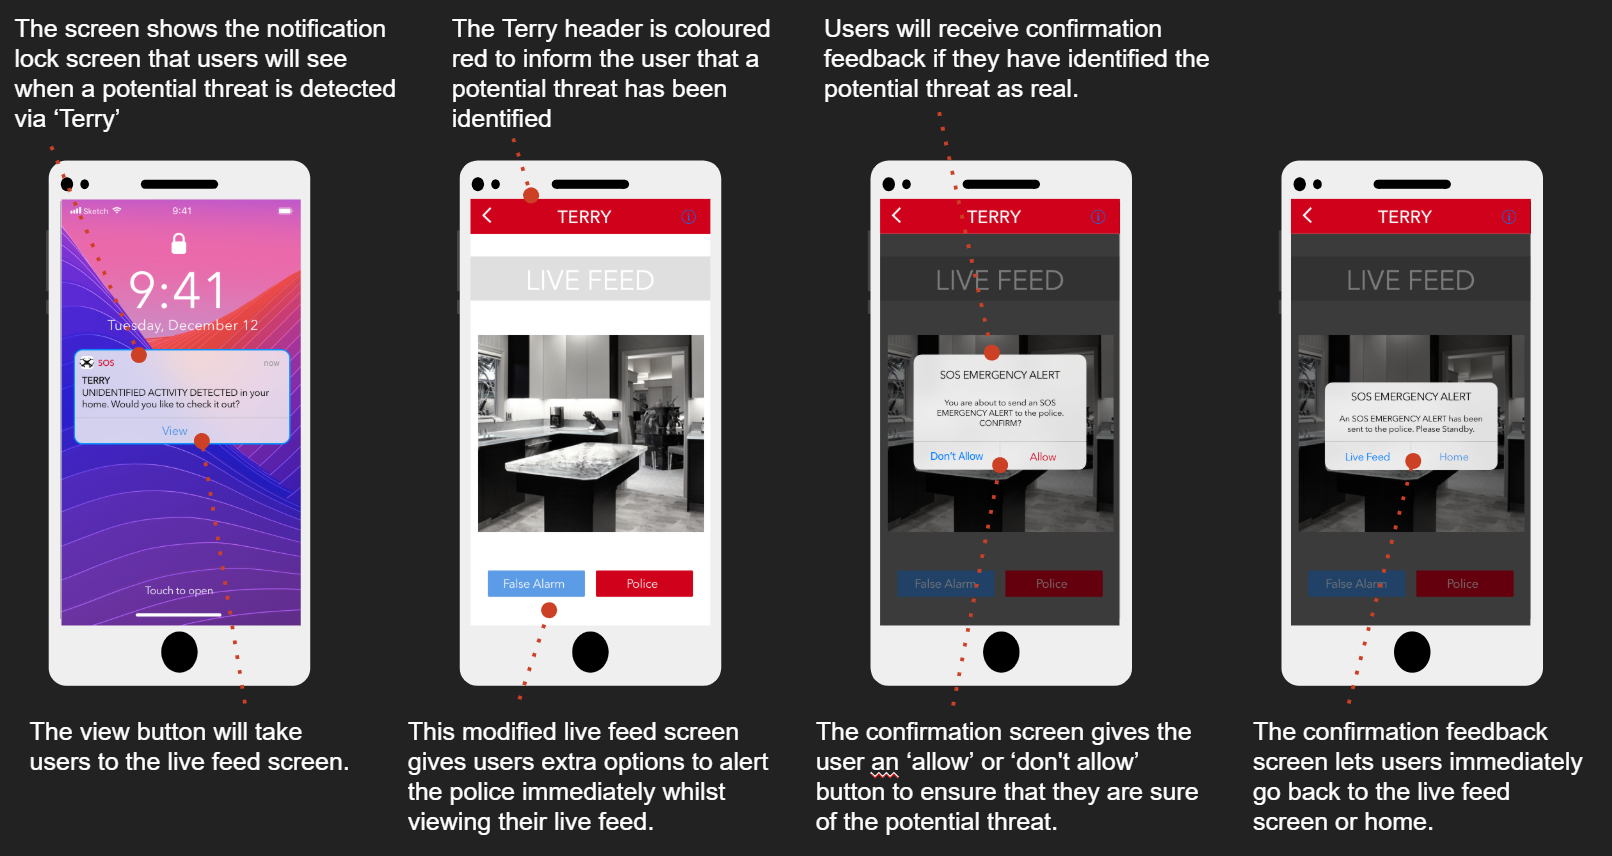 The screen shows the notification
lock screen that users will see
when a potential threat is detected
via ‘Terry’
The Terry header is coloured
red to inform the user that a
potential threat has been
identified
Users will receive confirmation
feedback if they have identified the
potential threat as real.
Sketch 9:41
9:41
Tuesday, December 12
SOS now
TERRY
UNIDENTIFIED ACTIVITY DETECTED in your
home. Would you like to check it out?
View
Touch to open
TERRY
LIVE FEED
False Alarm Police
TERRY
LIVE FEED
SOS EMERGENCY ALERT
You are about to send an SOS
EMERGENCY ALERT to the police.
CONFIRM?
Don't Allow Allow
False Alarm Police
TERRY
LIVE FEED
SOS EMERGENCY ALERT
An SOS EMERGENCY ALERT has been
sent to the police. Please Standby.
Live Feed Home
False Alarm Police
The view button will take
users to the live feed screen.
This modified live feed screen
gives users extra options to alert
the police immediately whilst
viewing their live feed.
The confirmation screen gives the
user an ‘allow’ or ‘don't allow’
button to ensure that they are sure
of the potential threat.
The confirmation feedback
screen lets users immediately
go back to the live feed
screen or home.